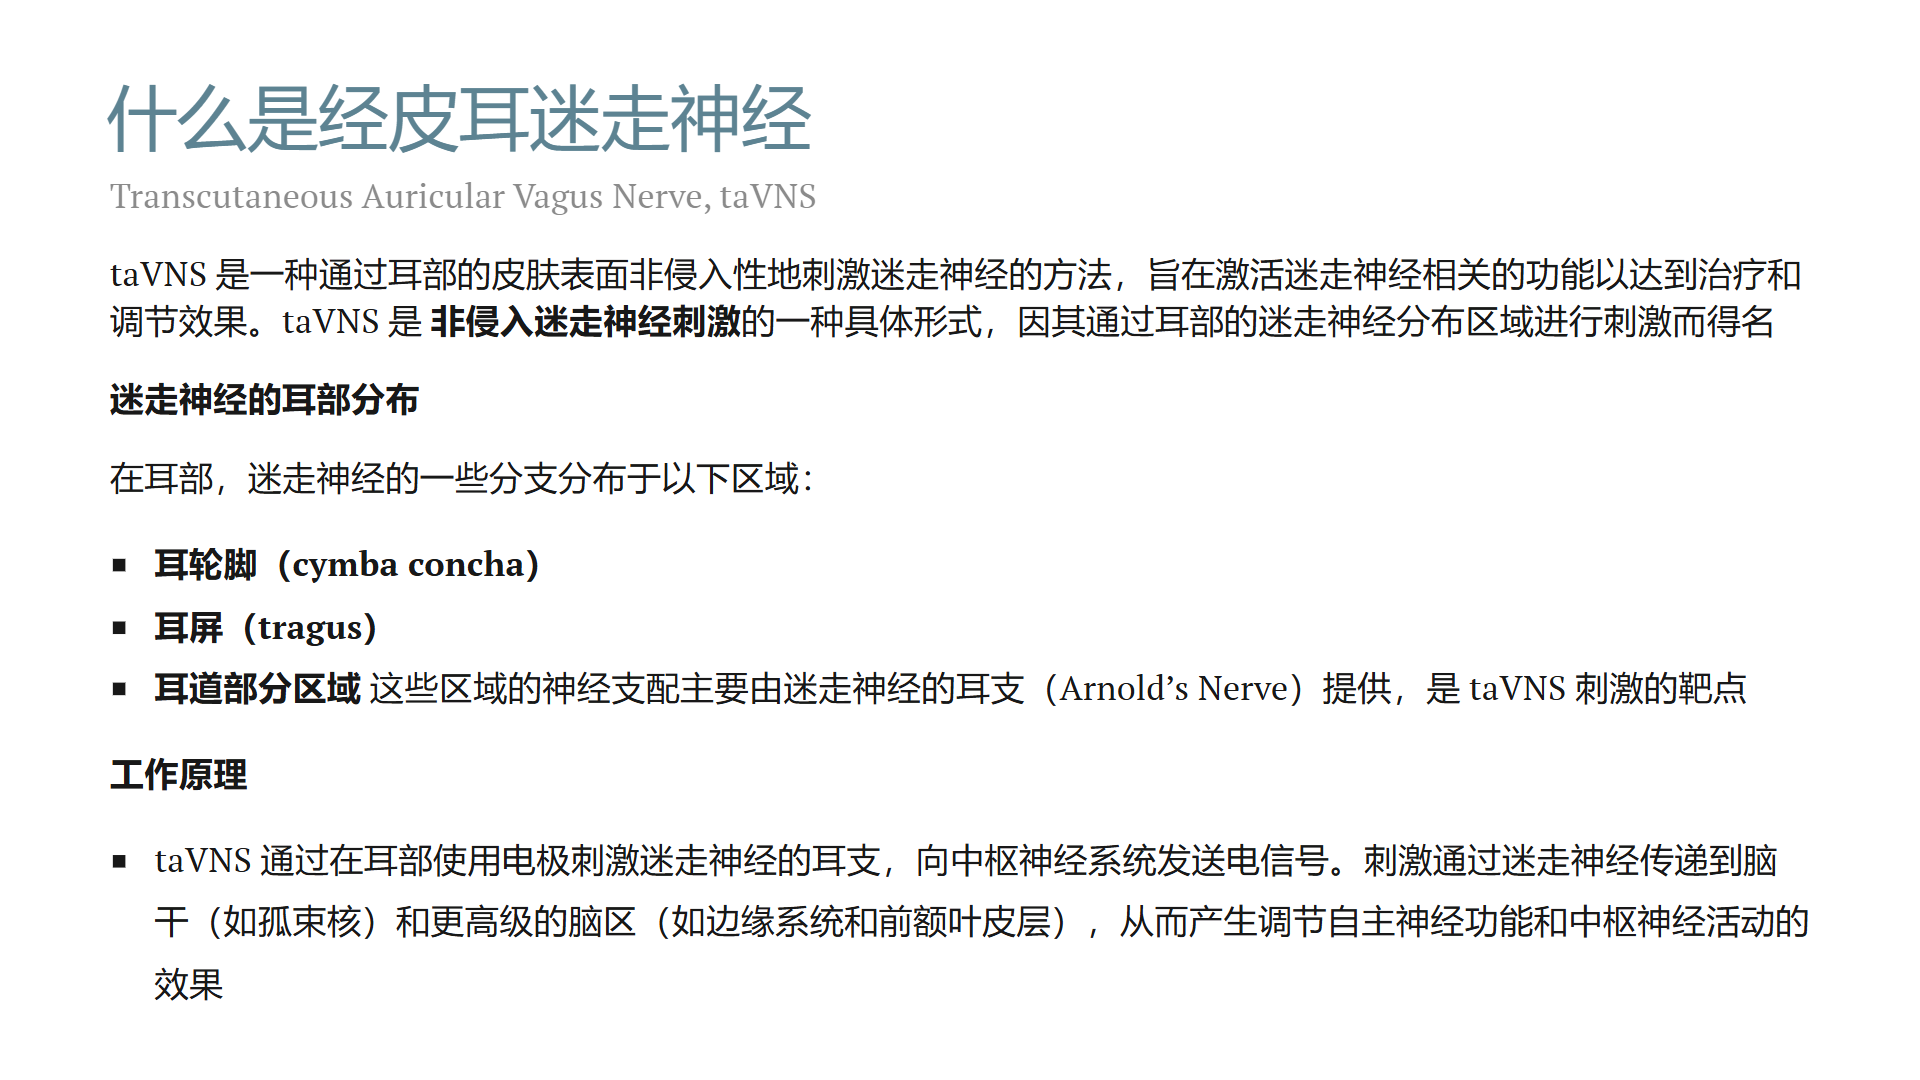 什么是经皮耳迷走神经
Transcutaneous Auricular Vagus Nerve, taVNS
taVNS 是一种通过耳部的皮肤表面非侵入性地刺激迷走神经的方法，旨在激活迷走神经相关的功能以达到治疗和
调节效果。taVNS 是 非侵入迷走神经刺激的一种具体形式，因其通过耳部的迷走神经分布区域进行刺激而得名
迷走神经的耳部分布
在耳部，迷走神经的一些分支分布于以下区域：
▪ 耳轮脚（cymba concha）
▪ 耳屏（tragus）
▪ 耳道部分区域 这些区域的神经支配主要由迷走神经的耳支（Arnold’s Nerve）提供，是 taVNS 刺激的靶点
工作原理
▪ taVNS 通过在耳部使用电极刺激迷走神经的耳支，向中枢神经系统发送电信号。刺激通过迷走神经传递到脑
干（如孤束核）和更高级的脑区（如边缘系统和前额叶皮层），从而产生调节自主神经功能和中枢神经活动的
效果